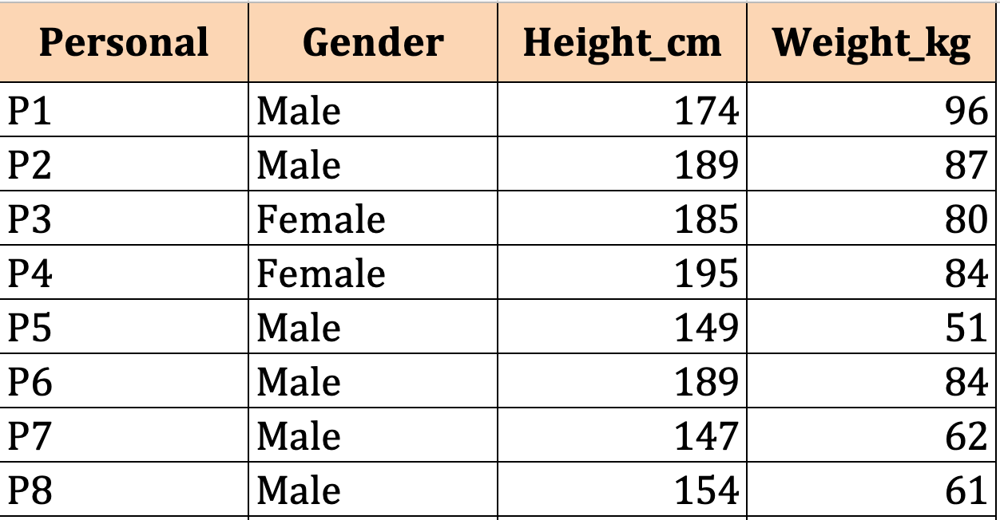 Personal Gender Height_cm Weight_kg
P1 Male 174 96
P2 Male 189 87
P3 Female 185 80
P4 Female 195 84
P5 Male 149 51
P6 Male 189 84
P7 Male 147 62
P8 Male 154 61